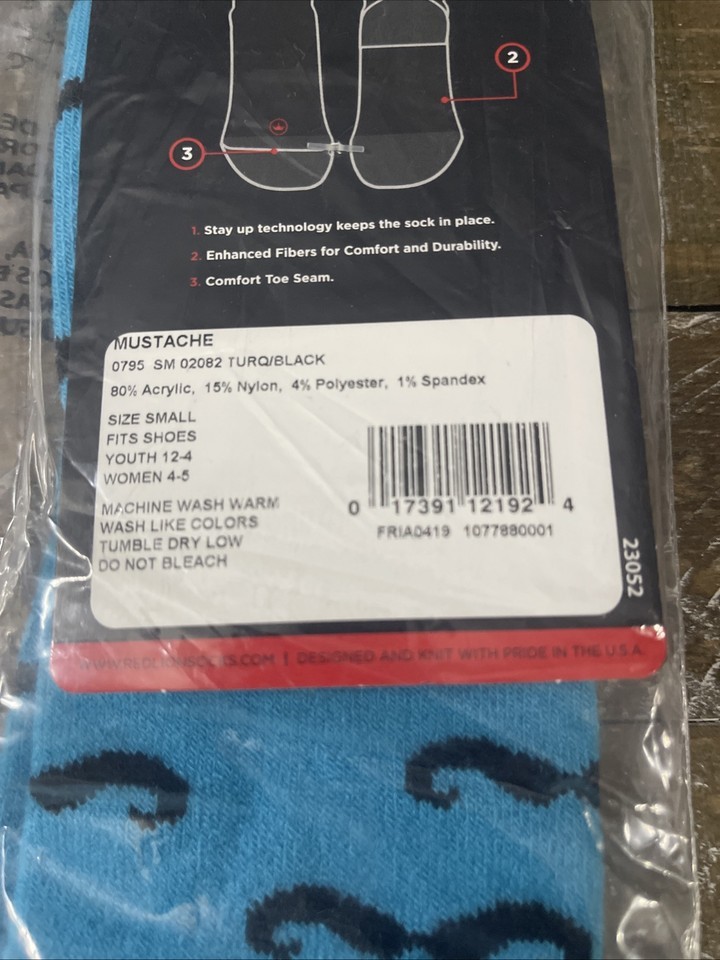 2
3
1. Stay up technology keeps the sock in place.
2. Enhanced Fibers for Comfort and Durability.
3. Comfort Toe Seam.
MUSTACHE
0795 SM 02082 TURQ/BLACK
80% Acrylic, 15% Nylon, 4% Polyester, 1% Spandex
SIZE SMALL
FITS SHOES
YOUTH 12-4
WOMEN 4-5
MACHINE WASH WARM
WASH LIKE COLORS
TUMBLE DRY LOW
DO NOT BLEACH
0 17391 12192 4
FRIA0419 1077880001
23052
WWW.REDLIONSOCKS.COM | DESIGNED AND KNIT WITH PRIDE IN THE U.S.A.